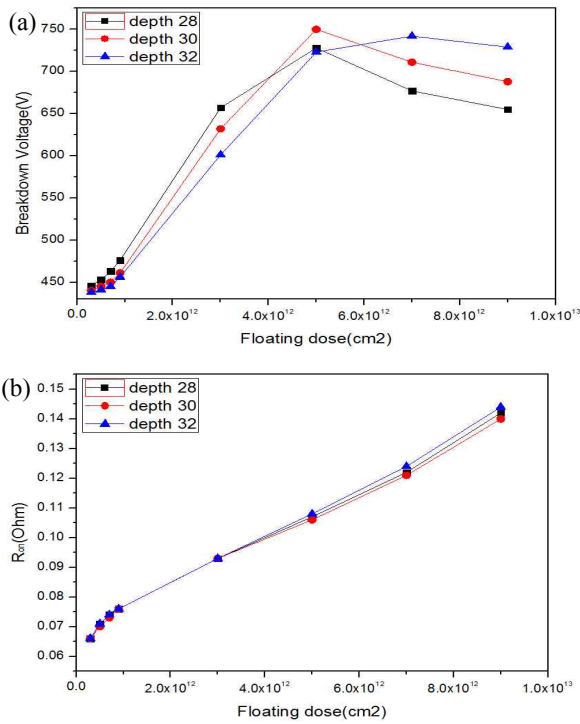 (a)
depth 28
depth 30
depth 32
750
700
650
600
550
500
450
Breakdown Voltage(V)
0.0 2.0x10¹² 4.0x10¹² 6.0x10¹² 8.0x10¹² 1.0x10¹³
Floating dose(cm2)
(b)
depth 28
depth 30
depth 32
0.15
0.14
0.13
0.12
0.11
0.10
0.09
0.08
0.07
0.06
Rₒₙ(Ohm)
0.0 2.0x10¹² 4.0x10¹² 6.0x10¹² 8.0x10¹² 1.0x10¹³
Floating dose(cm2)